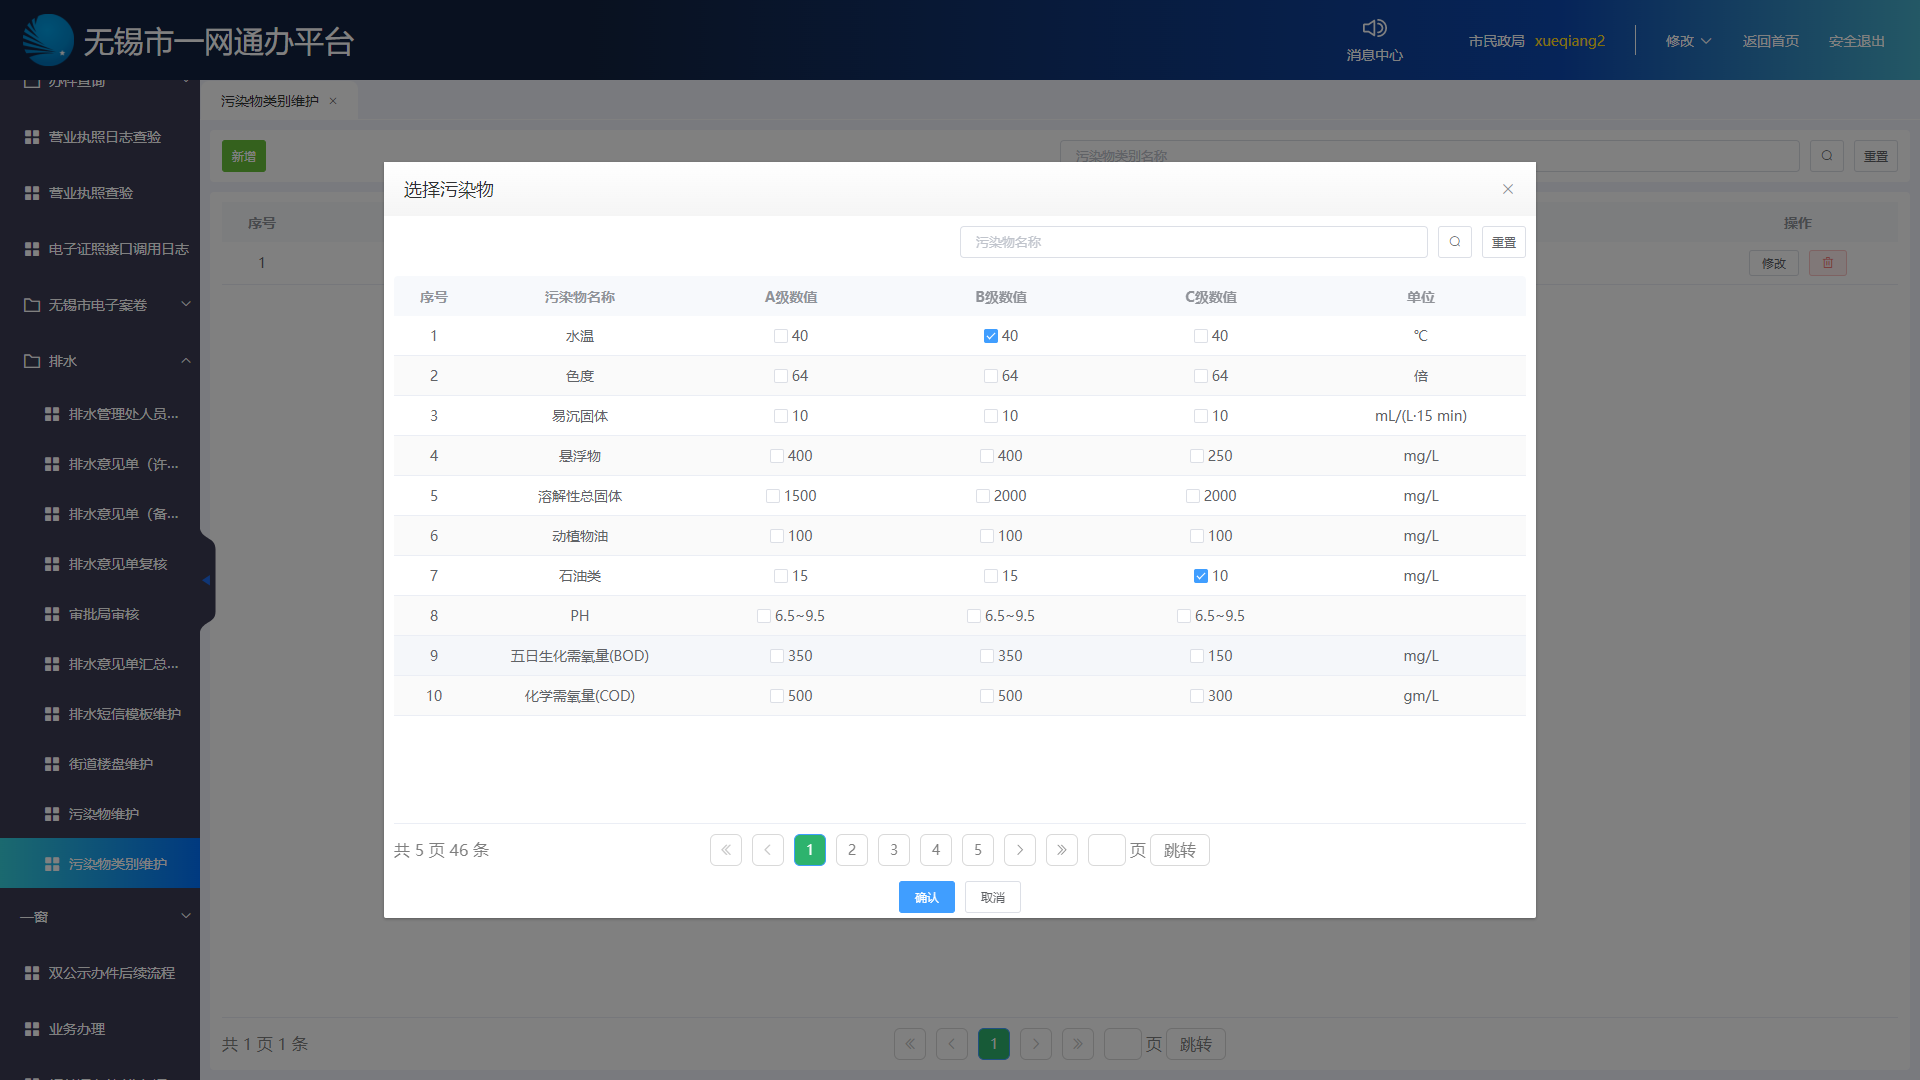 无锡市一网通办平台
消息中心
市民政局 xueqiang2
修改
返回首页
安全退出
办件查询
营业执照日志查验
营业执照查验
电子证照接口调用日志
无锡市电子案卷
排水
排水管理处人员...
排水意见单（许...
排水意见单（备...
排水意见单复核
审批局审核
排水意见单汇总...
排水短信模板维护
街道楼盘维护
污染物维护
污染物类别维护
一窗
双公示办件后续流程
业务办理
污染物类别维护 ×
新增
污染物类别名称
重置
序号 操作
1 修改
选择污染物
污染物名称
重置
序号 污染物名称 A级数值 B级数值 C级数值 单位
1 水温 40 40 40 ℃
2 色度 64 64 64 倍
3 易沉固体 10 10 10 mL/(L·15 min)
4 悬浮物 400 400 250 mg/L
5 溶解性总固体 1500 2000 2000 mg/L
6 动植物油 100 100 100 mg/L
7 石油类 15 15 10 mg/L
8 PH 6.5~9.5 6.5~9.5 6.5~9.5
9 五日生化需氧量(BOD) 350 350 150 mg/L
10 化学需氧量(COD) 500 500 300 gm/L
共 5 页 46 条
1 2 3 4 5 页 跳转
确认 取消
共 1 页 1 条
1 页 跳转